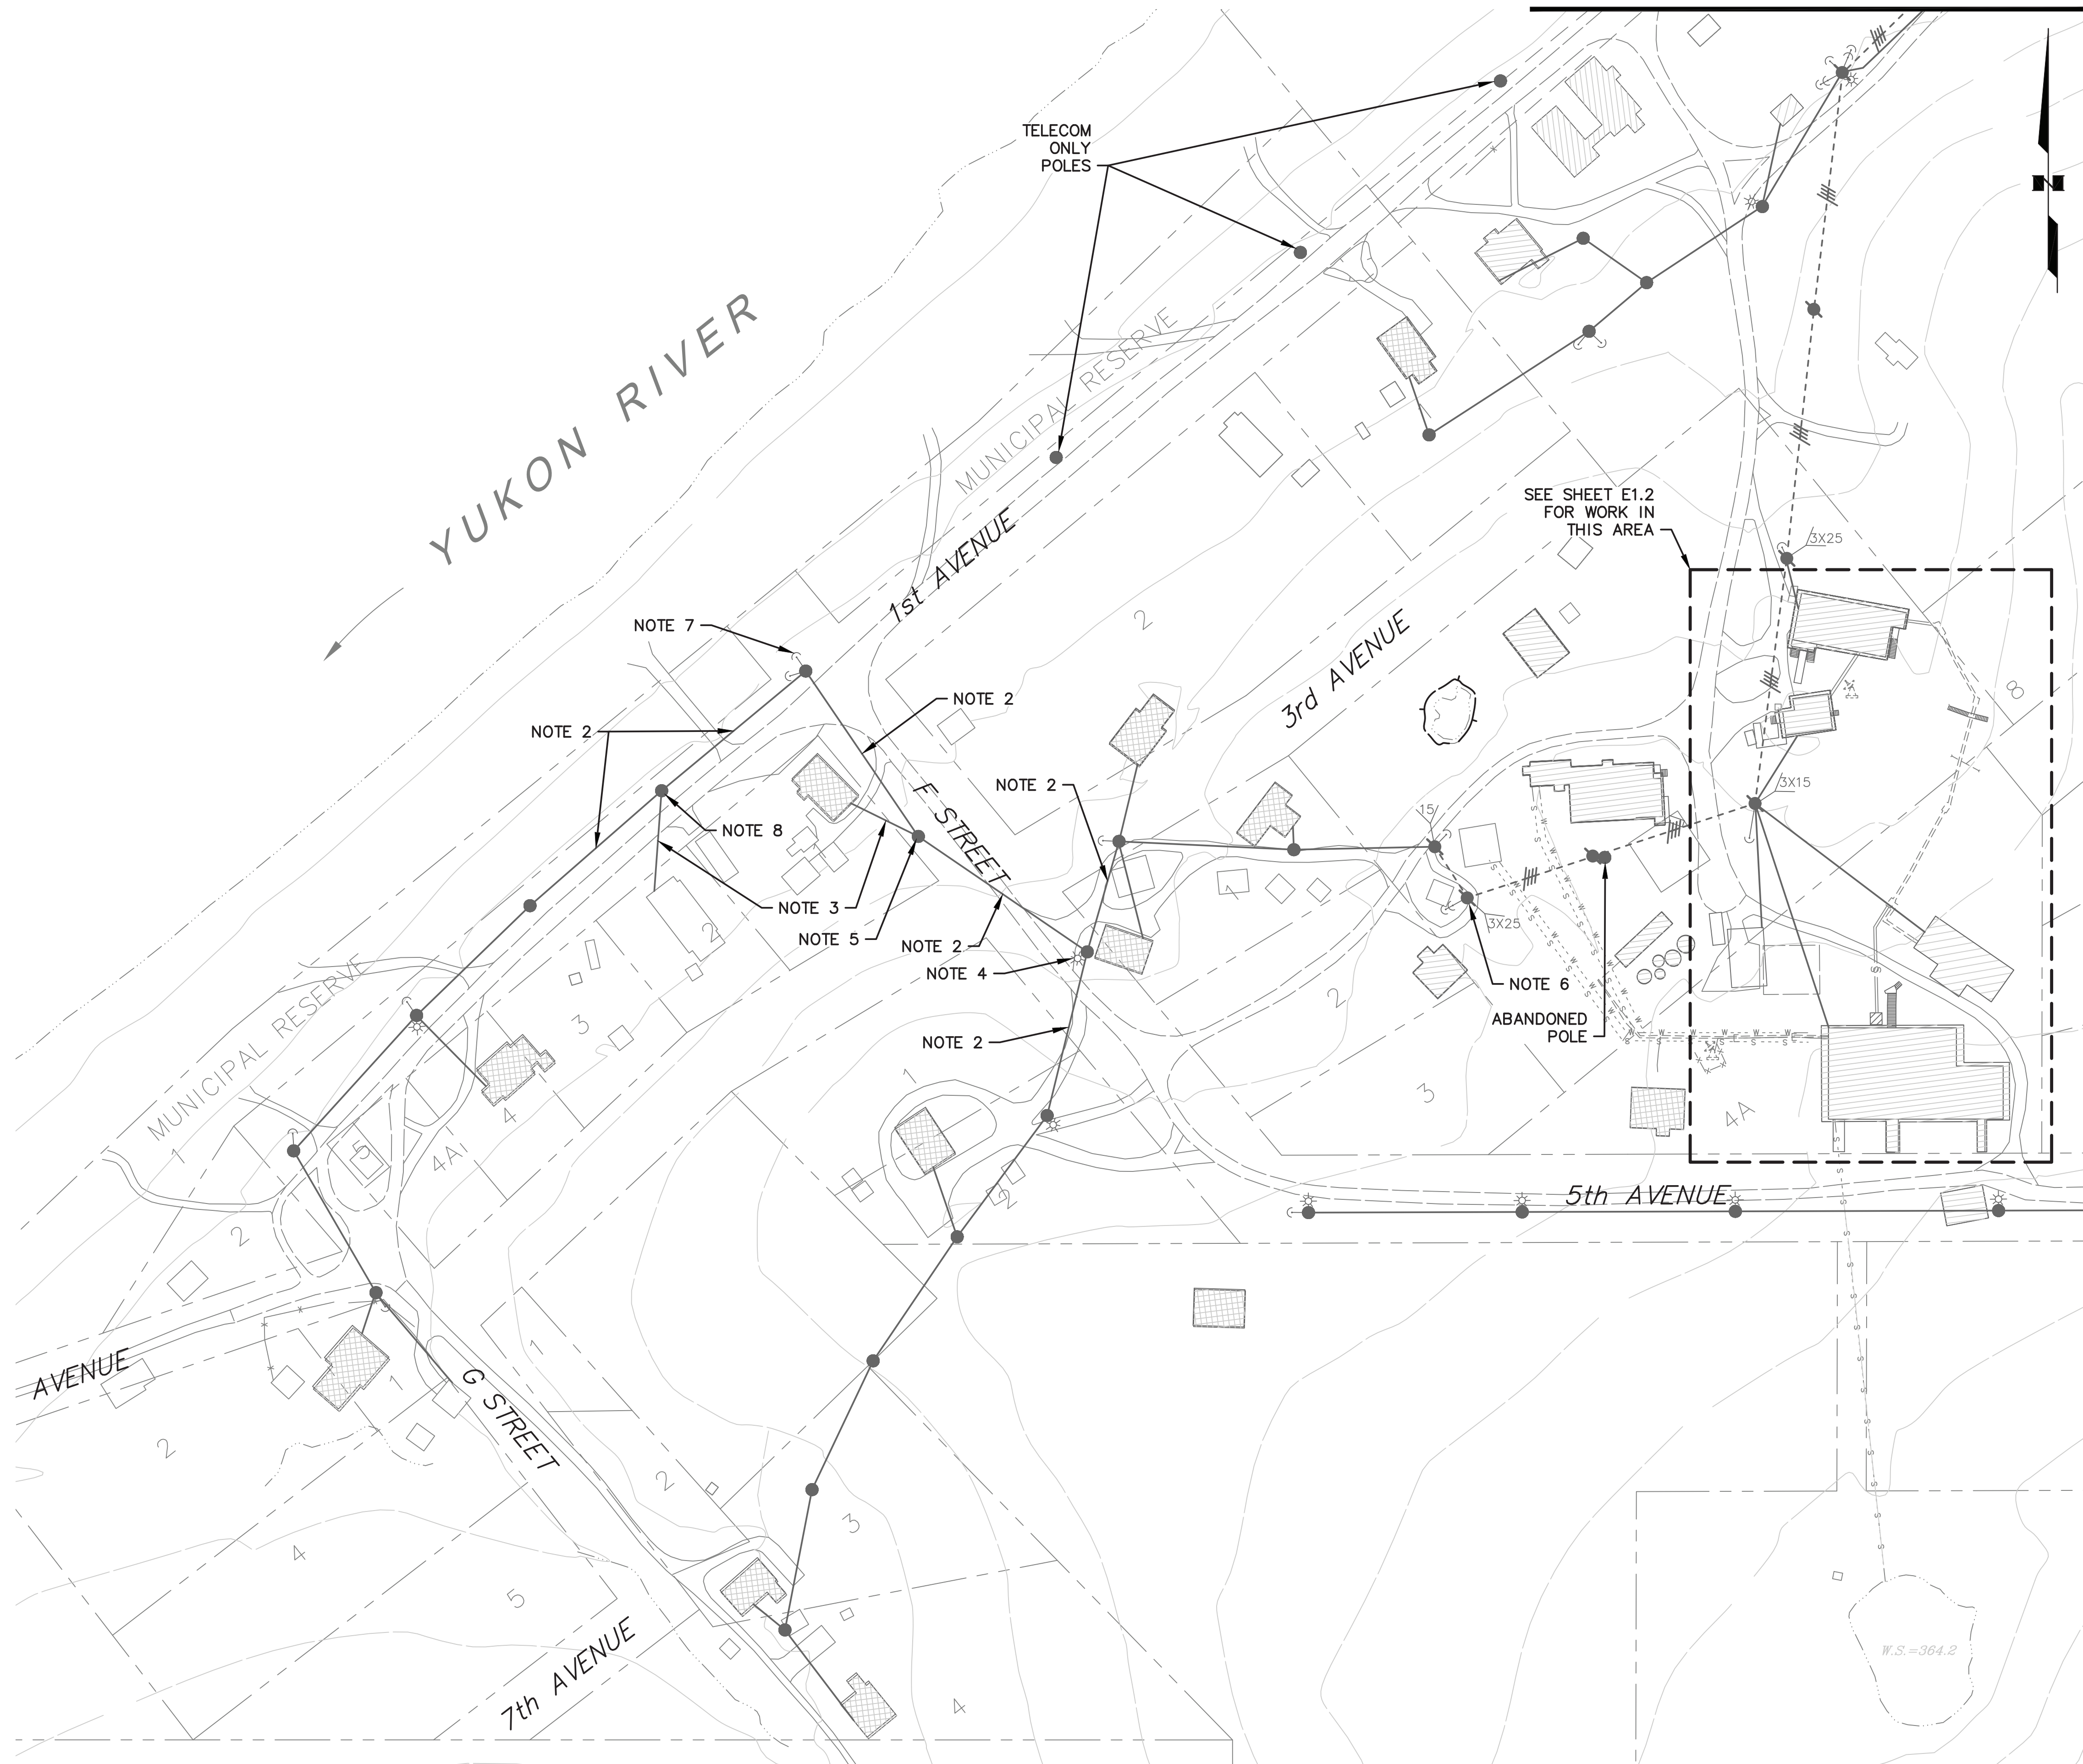 TELECOM
ONLY
POLES
N
YUKON RIVER
MUNICIPAL RESERVE
SEE SHEET E1.2
FOR WORK IN
THIS AREA
3X25
1st AVENUE
NOTE 7
2
3rd AVENUE
8
NOTE 2
NOTE 2
F STREET
NOTE 2
3X15
15
NOTE 8
1
NOTE 3
NOTE 5
2
NOTE 2
NOTE 4
3X25
NOTE 6
2
ABANDONED
POLE
3
NOTE 2
MUNICIPAL RESERVE
1
4
3
4A
5
4A
1
2
2
5th AVENUE
AVENUE
1
1
G STREET
2
2
3
4
5
7th AVENUE
4
W.S.=364.2